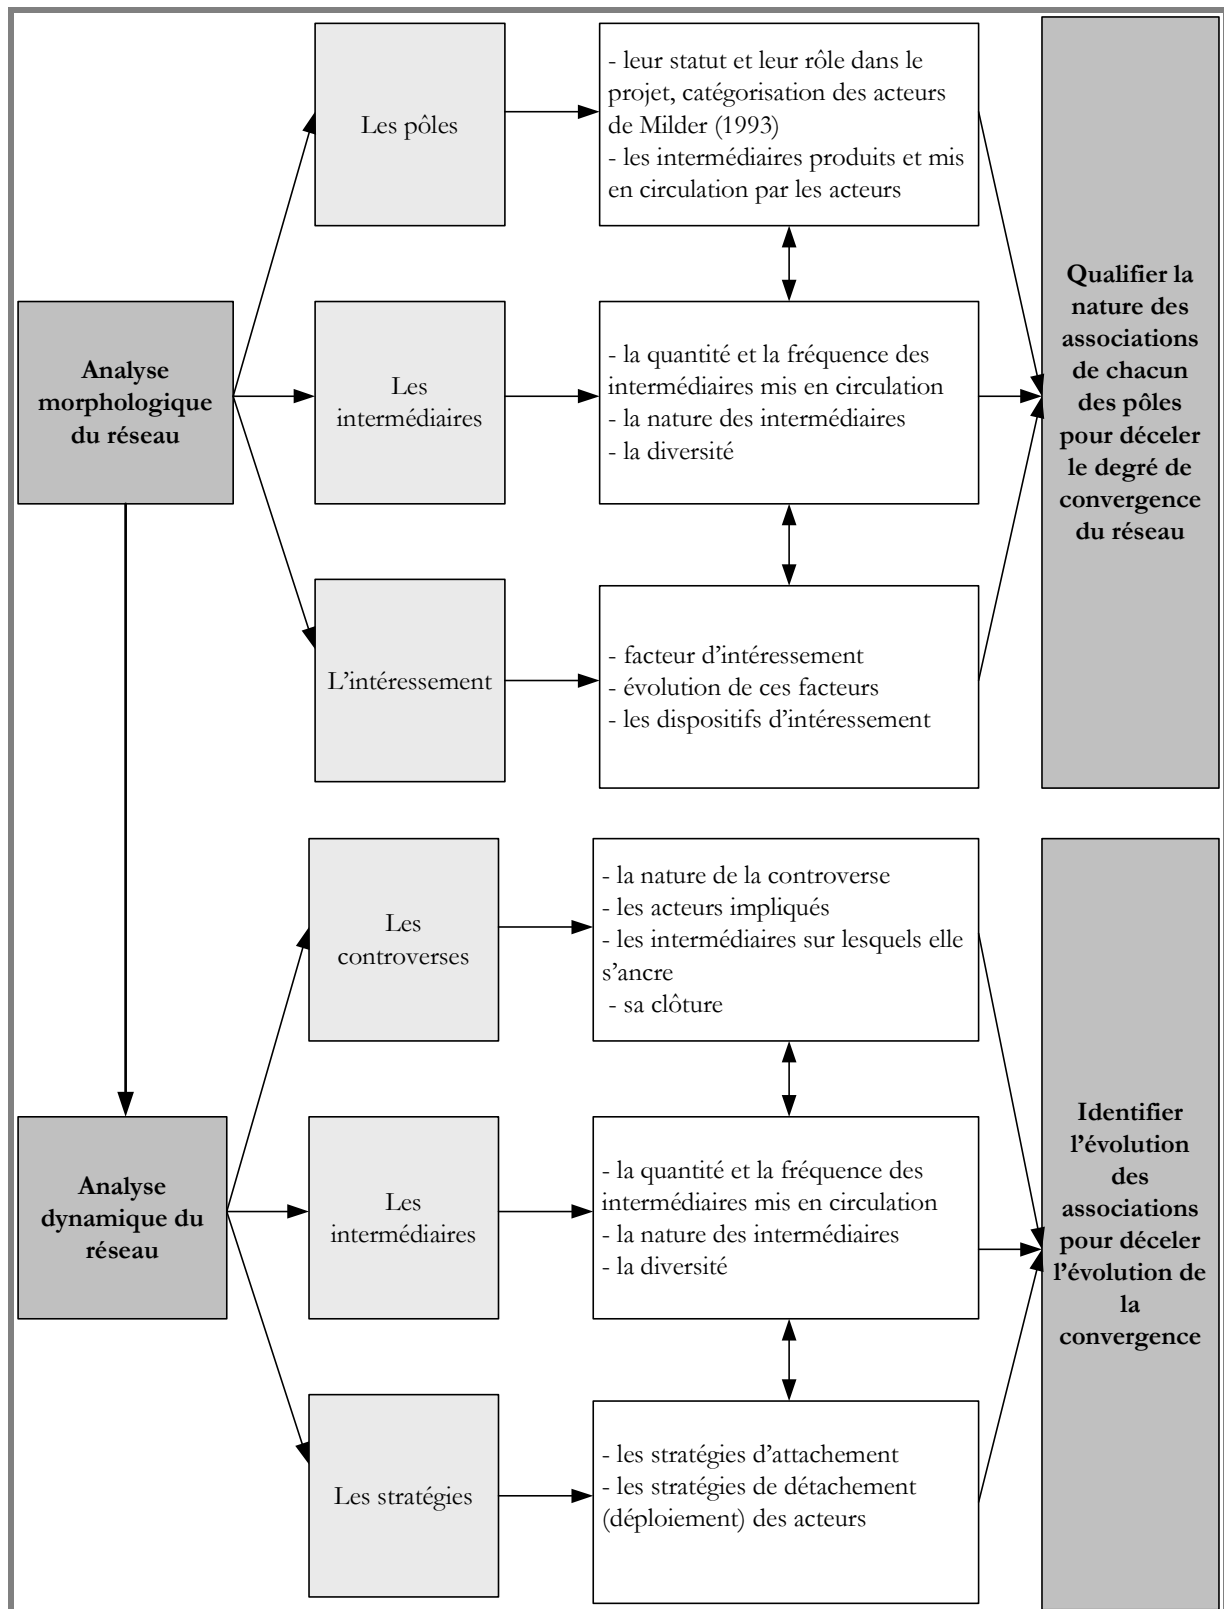 Les pôles
- leur statut et leur rôle dans le
projet, catégorisation des acteurs
de Milder (1993)
- les intermédiaires produits et mis
en circulation par les acteurs
Analyse
morphologique
du réseau
Les
intermédiaires
- la quantité et la fréquence des
intermédiaires mis en circulation
- la nature des intermédiaires
- la diversité
Qualifier la
nature des
associations
de chacun
des pôles
pour déceler
le degré de
convergence
du réseau
L'intéressement
- facteur d'intéressement
- évolution de ces facteurs
- les dispositifs d'intéressement
Les
controverses
- la nature de la controverse
- les acteurs impliqués
- les intermédiaires sur lesquels elle
s'ancre
- sa clôture
Analyse
dynamique du
réseau
Les
intermédiaires
- la quantité et la fréquence des
intermédiaires mis en circulation
- la nature des intermédiaires
- la diversité
Identifier
l'évolution
des
associations
pour déceler
l'évolution de
la
convergence
Les stratégies
- les stratégies d'attachement
- les stratégies de détachement
(déploiement) des acteurs